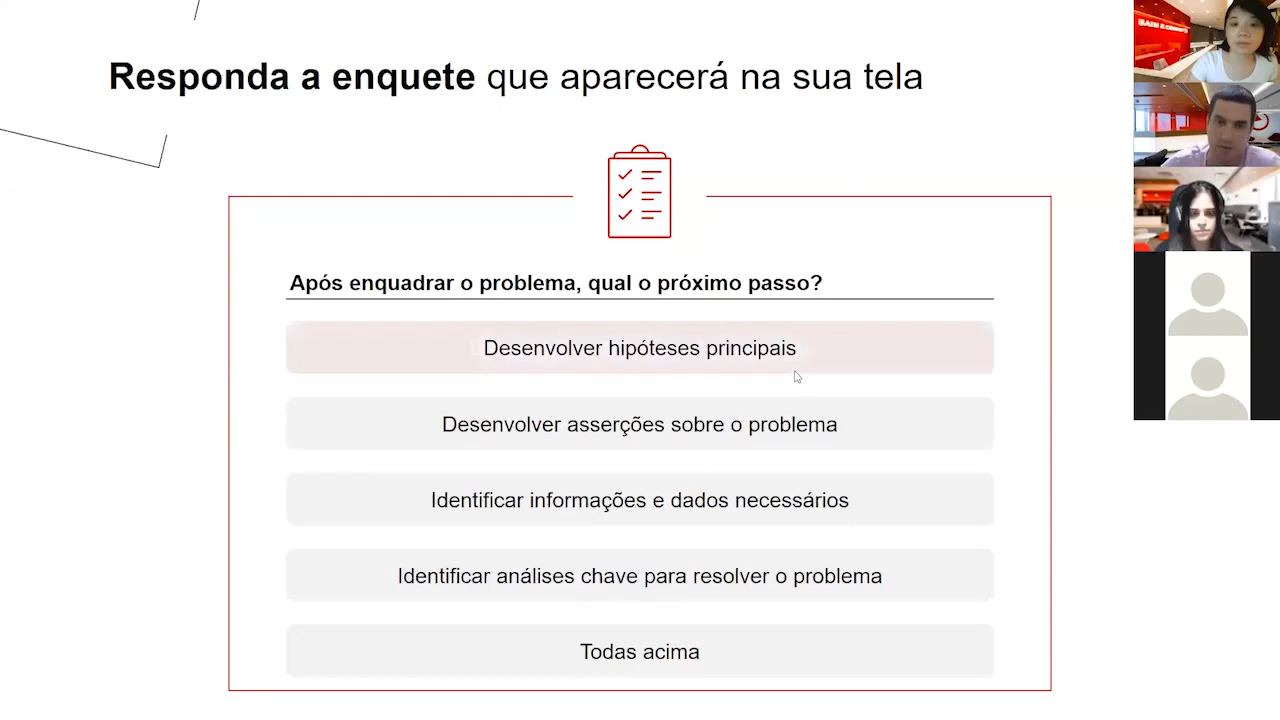 Responda a enquete que aparecerá na sua tela
Após enquadrar o problema, qual o próximo passo?
Desenvolver hipóteses principais
Desenvolver asserções sobre o problema
Identificar informações e dados necessários
Identificar análises chave para resolver o problema
Todas acima